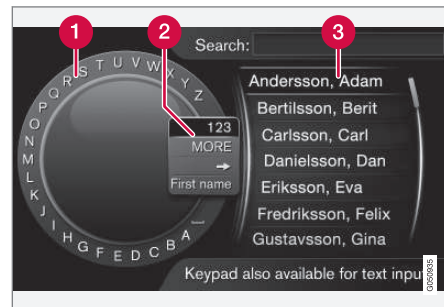 1
2
3
Search:
A B C D E F G H I J K L M N O P Q R S T U V W X Y Z
123
MORE
First name
Andersson, Adam
Bertilsson, Berit
Carlsson, Carl
Danielsson, Dan
Eriksson, Eva
Fredriksson, Felix
Gustavsson, Gina
Keypad also available for text input
G050935